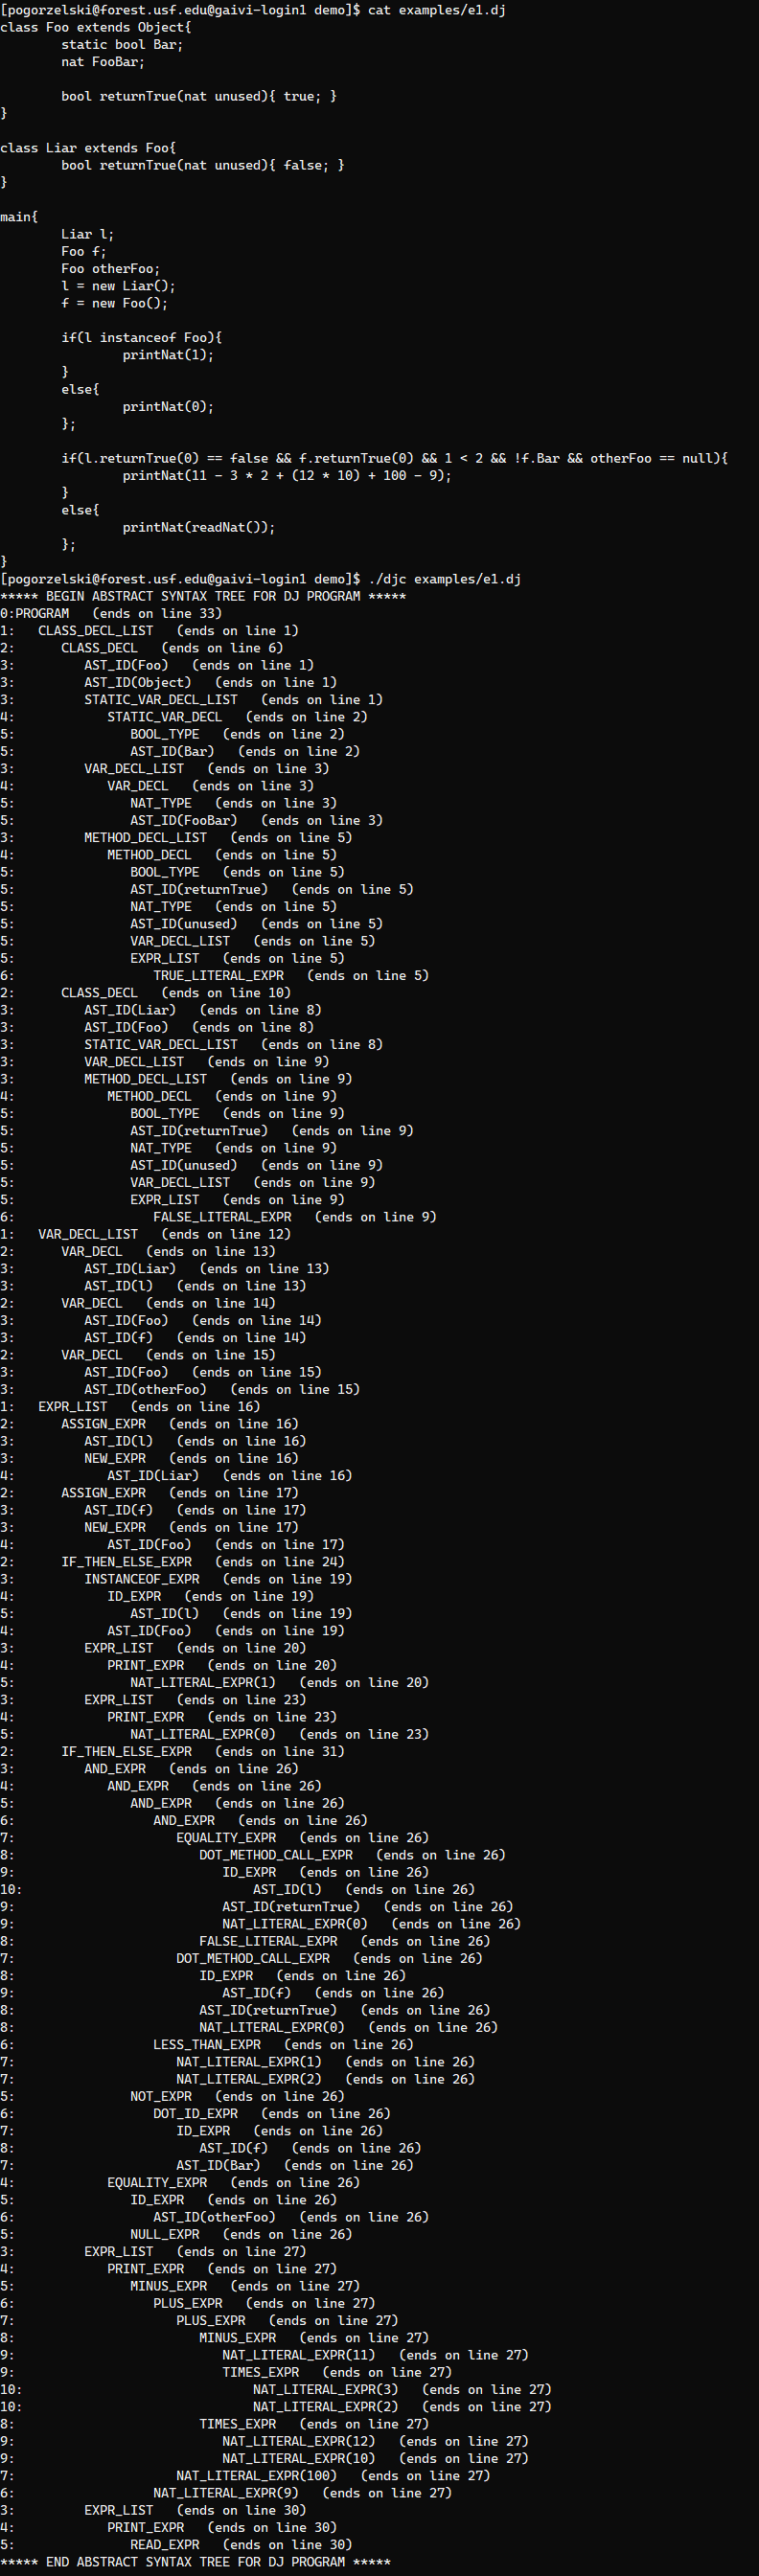 [pogorzelski@forest.usf.edu@gaivi-login1 demo]$ cat examples/e1.dj
class Foo extends Object{
        static bool Bar;
        nat FooBar;

        bool returnTrue(nat unused){ true; }
}

class Liar extends Foo{
        bool returnTrue(nat unused){ false; }
}

main{
        Liar l;
        Foo f;
        Foo otherFoo;
        l = new Liar();
        f = new Foo();

        if(l instanceof Foo){
                printNat(1);
        }
        else{
                printNat(0);
        };

        if(l.returnTrue(0) == false && f.returnTrue(0) && 1 < 2 && !f.Bar && otherFoo == null){
                printNat(11 - 3 * 2 + (12 * 10) + 100 - 9);
        }
        else{
                printNat(readNat());
        };
}
[pogorzelski@forest.usf.edu@gaivi-login1 demo]$ ./djc examples/e1.dj
***** BEGIN ABSTRACT SYNTAX TREE FOR DJ PROGRAM *****
0:PROGRAM   (ends on line 33)
1:   CLASS_DECL_LIST   (ends on line 1)
2:      CLASS_DECL   (ends on line 6)
3:         AST_ID(Foo)   (ends on line 1)
3:         AST_ID(Object)   (ends on line 1)
3:         STATIC_VAR_DECL_LIST   (ends on line 1)
4:            STATIC_VAR_DECL   (ends on line 2)
5:               BOOL_TYPE   (ends on line 2)
5:               AST_ID(Bar)   (ends on line 2)
3:         VAR_DECL_LIST   (ends on line 3)
4:            VAR_DECL   (ends on line 3)
5:               NAT_TYPE   (ends on line 3)
5:               AST_ID(FooBar)   (ends on line 3)
3:         METHOD_DECL_LIST   (ends on line 5)
4:            METHOD_DECL   (ends on line 5)
5:               BOOL_TYPE   (ends on line 5)
5:               AST_ID(returnTrue)   (ends on line 5)
5:               NAT_TYPE   (ends on line 5)
5:               AST_ID(unused)   (ends on line 5)
5:               VAR_DECL_LIST   (ends on line 5)
5:               EXPR_LIST   (ends on line 5)
6:                  TRUE_LITERAL_EXPR   (ends on line 5)
2:      CLASS_DECL   (ends on line 10)
3:         AST_ID(Liar)   (ends on line 8)
3:         AST_ID(Foo)   (ends on line 8)
3:         STATIC_VAR_DECL_LIST   (ends on line 8)
3:         VAR_DECL_LIST   (ends on line 9)
3:         METHOD_DECL_LIST   (ends on line 9)
4:            METHOD_DECL   (ends on line 9)
5:               BOOL_TYPE   (ends on line 9)
5:               AST_ID(returnTrue)   (ends on line 9)
5:               NAT_TYPE   (ends on line 9)
5:               AST_ID(unused)   (ends on line 9)
5:               VAR_DECL_LIST   (ends on line 9)
5:               EXPR_LIST   (ends on line 9)
6:                  FALSE_LITERAL_EXPR   (ends on line 9)
1:   VAR_DECL_LIST   (ends on line 12)
2:      VAR_DECL   (ends on line 13)
3:         AST_ID(Liar)   (ends on line 13)
3:         AST_ID(l)   (ends on line 13)
2:      VAR_DECL   (ends on line 14)
3:         AST_ID(Foo)   (ends on line 14)
3:         AST_ID(f)   (ends on line 14)
2:      VAR_DECL   (ends on line 15)
3:         AST_ID(Foo)   (ends on line 15)
3:         AST_ID(otherFoo)   (ends on line 15)
1:   EXPR_LIST   (ends on line 16)
2:      ASSIGN_EXPR   (ends on line 16)
3:         AST_ID(l)   (ends on line 16)
3:         NEW_EXPR   (ends on line 16)
4:            AST_ID(Liar)   (ends on line 16)
2:      ASSIGN_EXPR   (ends on line 17)
3:         AST_ID(f)   (ends on line 17)
3:         NEW_EXPR   (ends on line 17)
4:            AST_ID(Foo)   (ends on line 17)
2:      IF_THEN_ELSE_EXPR   (ends on line 24)
3:         INSTANCEOF_EXPR   (ends on line 19)
4:            ID_EXPR   (ends on line 19)
5:               AST_ID(l)   (ends on line 19)
4:            AST_ID(Foo)   (ends on line 19)
3:         EXPR_LIST   (ends on line 20)
4:            PRINT_EXPR   (ends on line 20)
5:               NAT_LITERAL_EXPR(1)   (ends on line 20)
3:         EXPR_LIST   (ends on line 23)
4:            PRINT_EXPR   (ends on line 23)
5:               NAT_LITERAL_EXPR(0)   (ends on line 23)
2:      IF_THEN_ELSE_EXPR   (ends on line 31)
3:         AND_EXPR   (ends on line 26)
4:            AND_EXPR   (ends on line 26)
5:               AND_EXPR   (ends on line 26)
6:                  AND_EXPR   (ends on line 26)
7:                     EQUALITY_EXPR   (ends on line 26)
8:                        DOT_METHOD_CALL_EXPR   (ends on line 26)
9:                           ID_EXPR   (ends on line 26)
10:                              AST_ID(l)   (ends on line 26)
9:                           AST_ID(returnTrue)   (ends on line 26)
9:                           NAT_LITERAL_EXPR(0)   (ends on line 26)
8:                        FALSE_LITERAL_EXPR   (ends on line 26)
7:                     DOT_METHOD_CALL_EXPR   (ends on line 26)
8:                        ID_EXPR   (ends on line 26)
9:                           AST_ID(f)   (ends on line 26)
8:                        AST_ID(returnTrue)   (ends on line 26)
8:                        NAT_LITERAL_EXPR(0)   (ends on line 26)
6:                  LESS_THAN_EXPR   (ends on line 26)
7:                     NAT_LITERAL_EXPR(1)   (ends on line 26)
7:                     NAT_LITERAL_EXPR(2)   (ends on line 26)
5:               NOT_EXPR   (ends on line 26)
6:                  DOT_ID_EXPR   (ends on line 26)
7:                     ID_EXPR   (ends on line 26)
8:                        AST_ID(f)   (ends on line 26)
7:                     AST_ID(Bar)   (ends on line 26)
4:            EQUALITY_EXPR   (ends on line 26)
5:               ID_EXPR   (ends on line 26)
6:                  AST_ID(otherFoo)   (ends on line 26)
5:               NULL_EXPR   (ends on line 26)
3:         EXPR_LIST   (ends on line 27)
4:            PRINT_EXPR   (ends on line 27)
5:               MINUS_EXPR   (ends on line 27)
6:                  PLUS_EXPR   (ends on line 27)
7:                     PLUS_EXPR   (ends on line 27)
8:                        MINUS_EXPR   (ends on line 27)
9:                           NAT_LITERAL_EXPR(11)   (ends on line 27)
9:                           TIMES_EXPR   (ends on line 27)
10:                              NAT_LITERAL_EXPR(3)   (ends on line 27)
10:                              NAT_LITERAL_EXPR(2)   (ends on line 27)
8:                        TIMES_EXPR   (ends on line 27)
9:                           NAT_LITERAL_EXPR(12)   (ends on line 27)
9:                           NAT_LITERAL_EXPR(10)   (ends on line 27)
7:                     NAT_LITERAL_EXPR(100)   (ends on line 27)
6:                  NAT_LITERAL_EXPR(9)   (ends on line 27)
3:         EXPR_LIST   (ends on line 30)
4:            PRINT_EXPR   (ends on line 30)
5:               READ_EXPR   (ends on line 30)
***** END ABSTRACT SYNTAX TREE FOR DJ PROGRAM *****